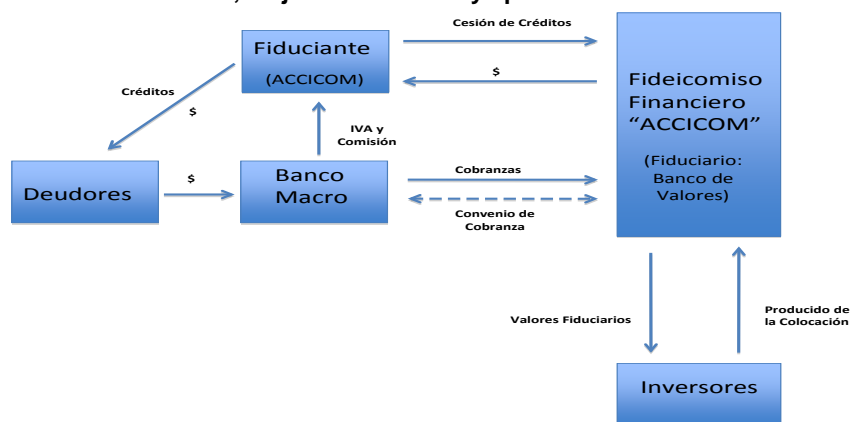 Cesión de Créditos
Fiduciante
(ACCICOM)
$
Fideicomiso
Financiero
“ACCICOM”
(Fiduciario:
Banco de
Valores)
Créditos
$
IVA y
Comisión
Deudores
$
Banco
Macro
Cobranzas
Convenio de
Cobranza
Valores Fiduciarios
Producido de
la Colocación
Inversores